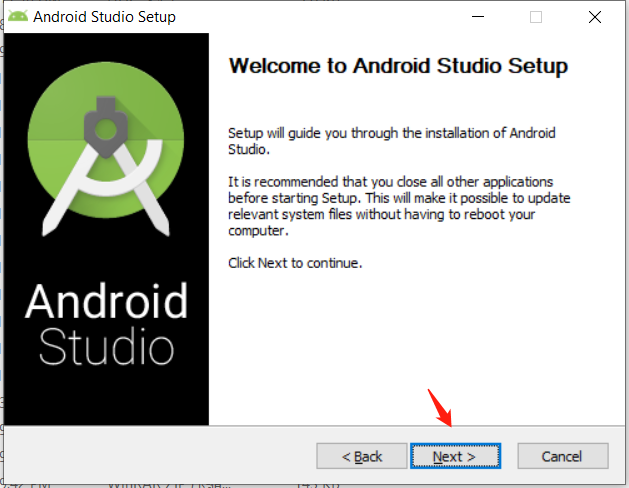 Android Studio Setup
Welcome to Android Studio Setup
Setup will guide you through the installation of Android
Studio.
It is recommended that you close all other applications
before starting Setup. This will make it possible to update
relevant system files without having to reboot your
computer.
Click Next to continue.
Android
Studio
< Back
Next >
Cancel